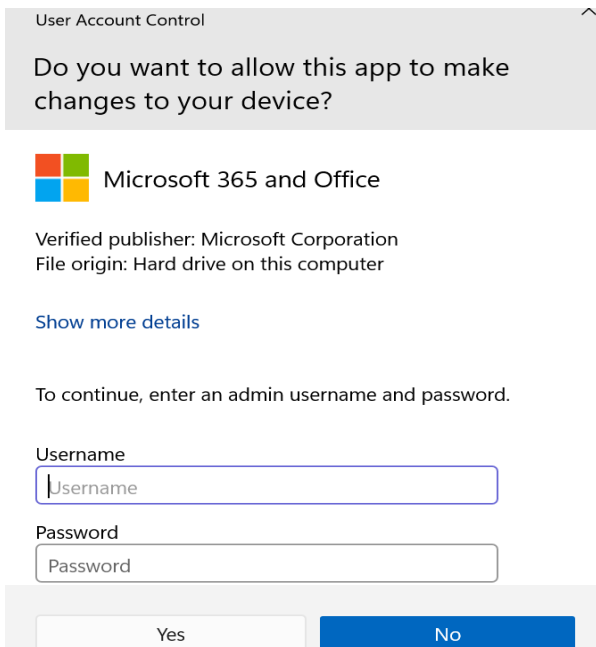 User Account Control
Do you want to allow this app to make
changes to your device?
Microsoft 365 and Office
Verified publisher: Microsoft Corporation
File origin: Hard drive on this computer
Show more details
To continue, enter an admin username and password.
Username
Username
Password
Password
Yes
No